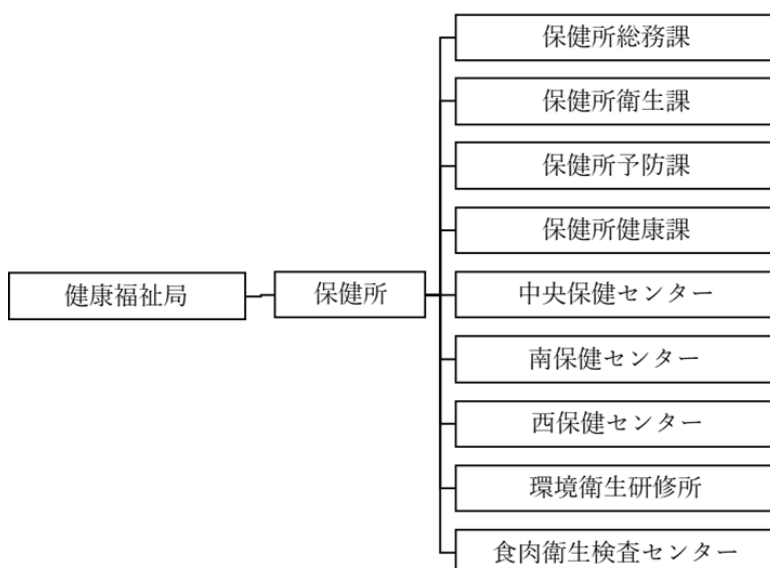 保健所総務課
保健所衛生課
保健所予防課
保健所健康課
健康福祉局
保健所
中央保健センター
南保健センター
西保健センター
環境衛生研修所
食肉衛生検査センター